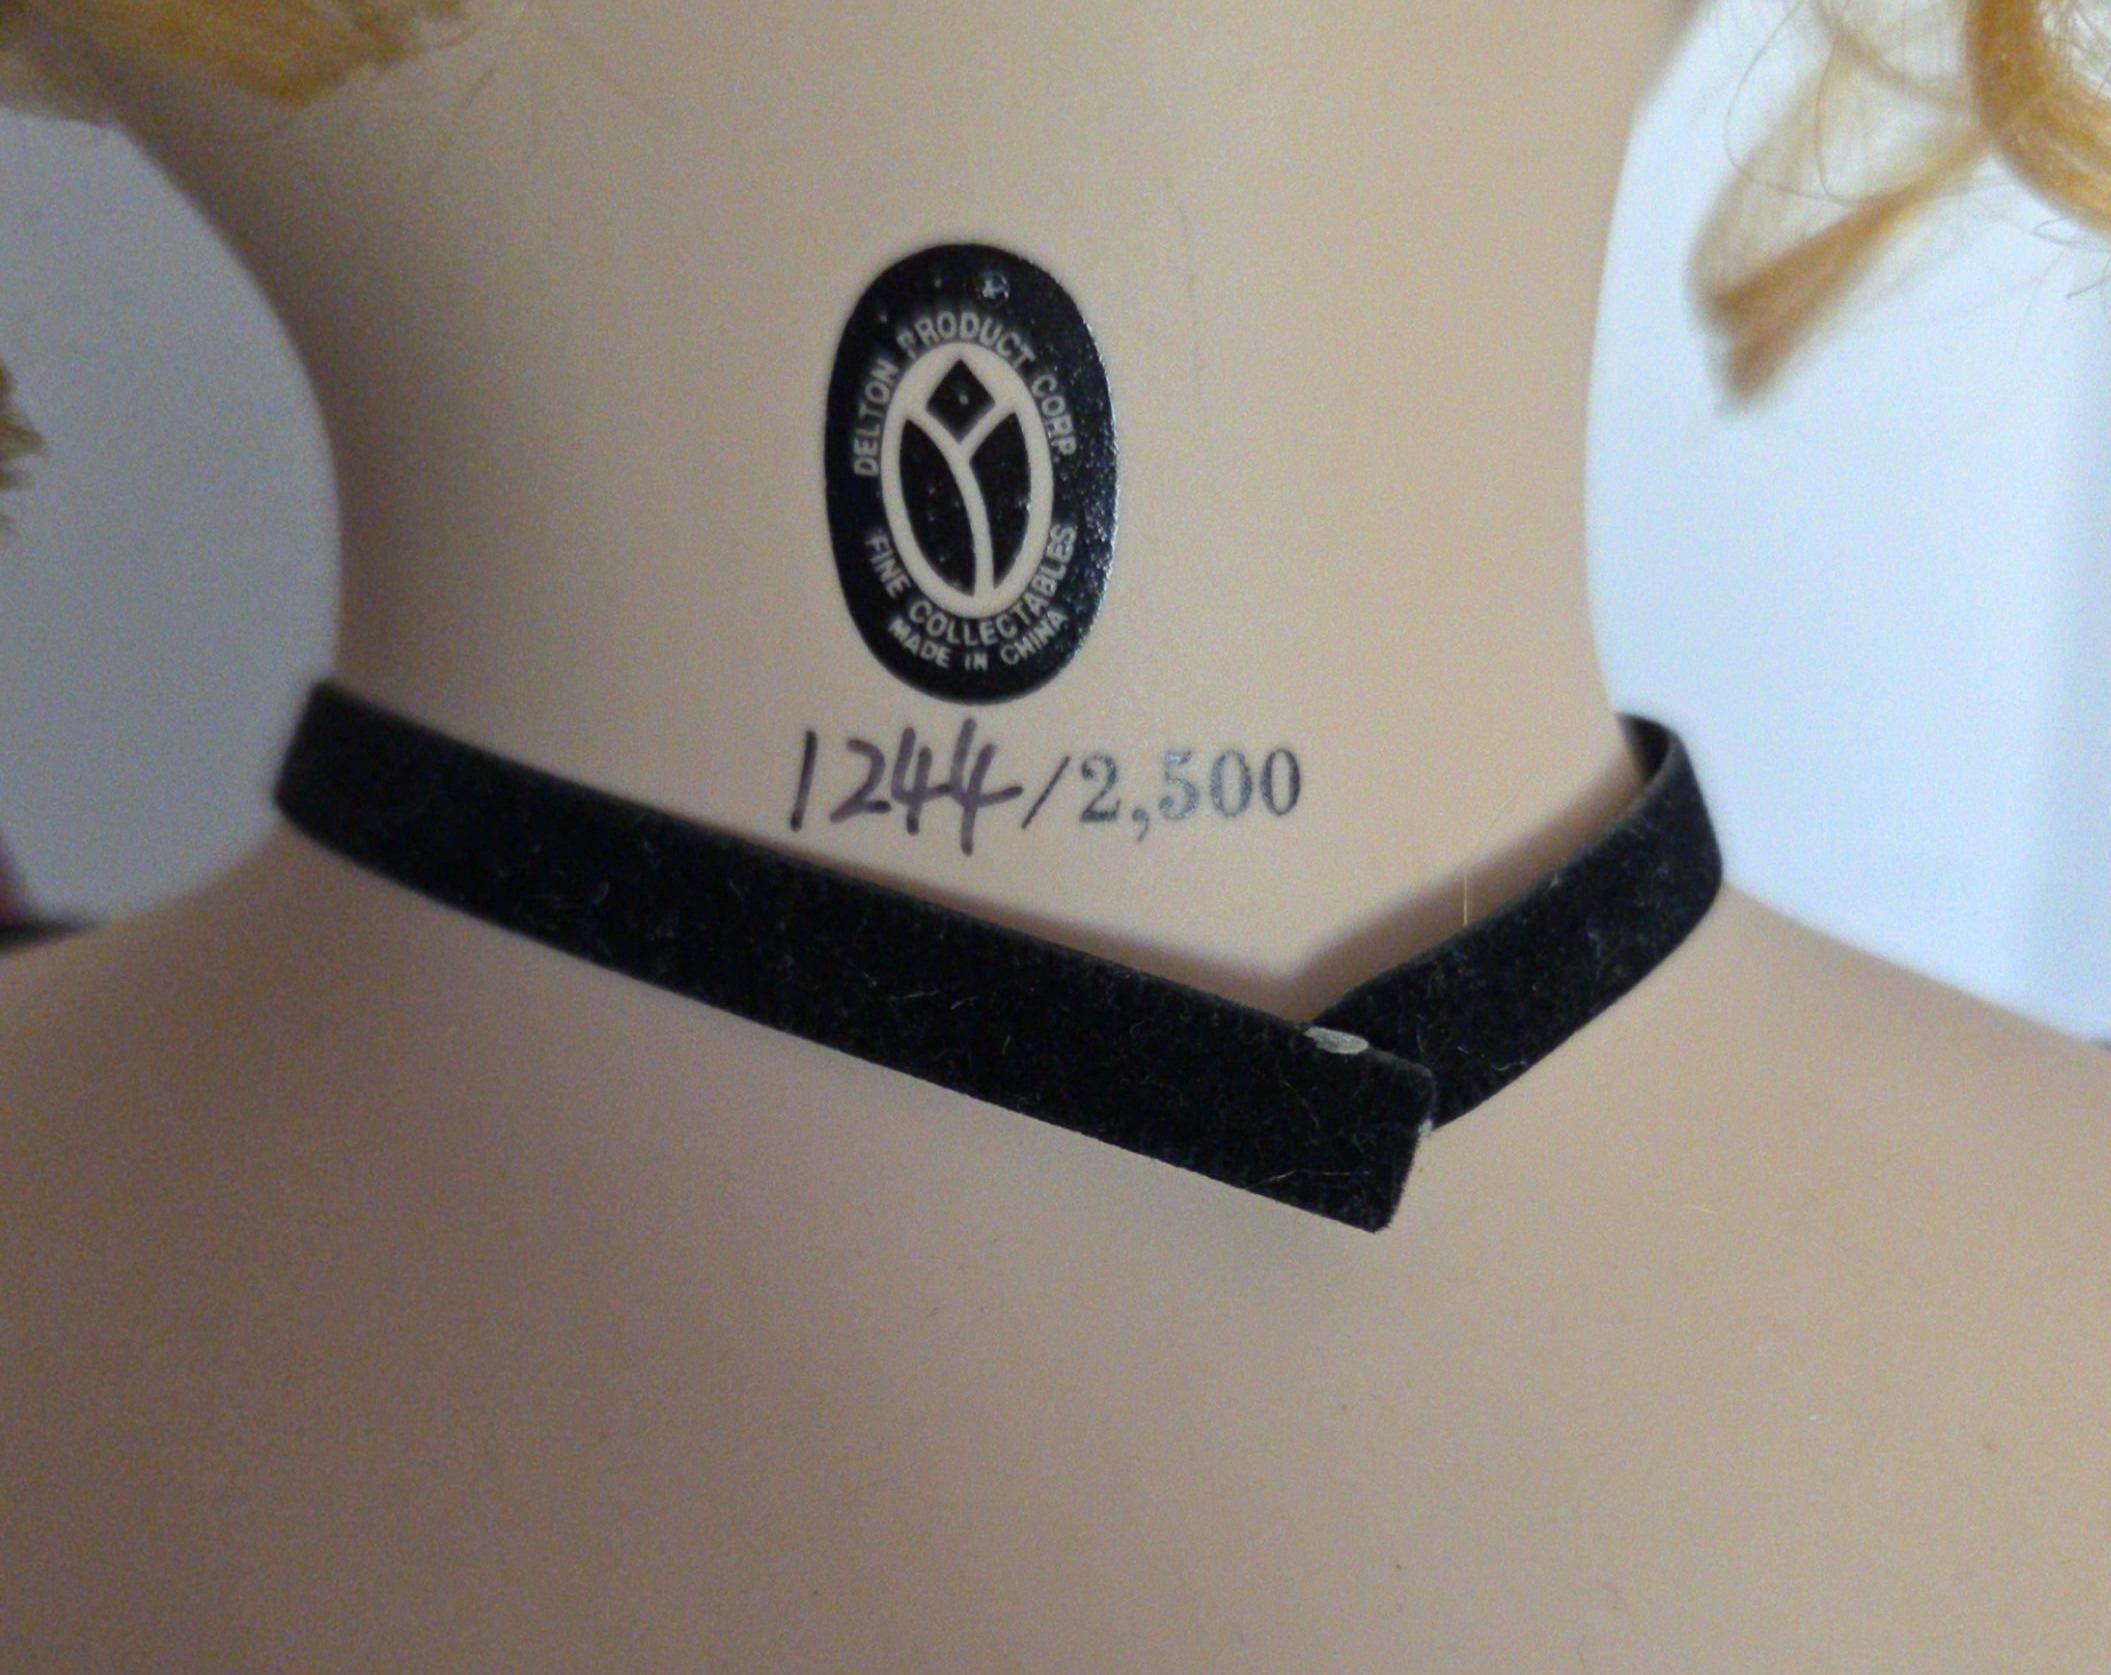 DELTON PRODUCT CORP.
FINE COLLECTABLES
MADE IN CHINA
1244/2,500